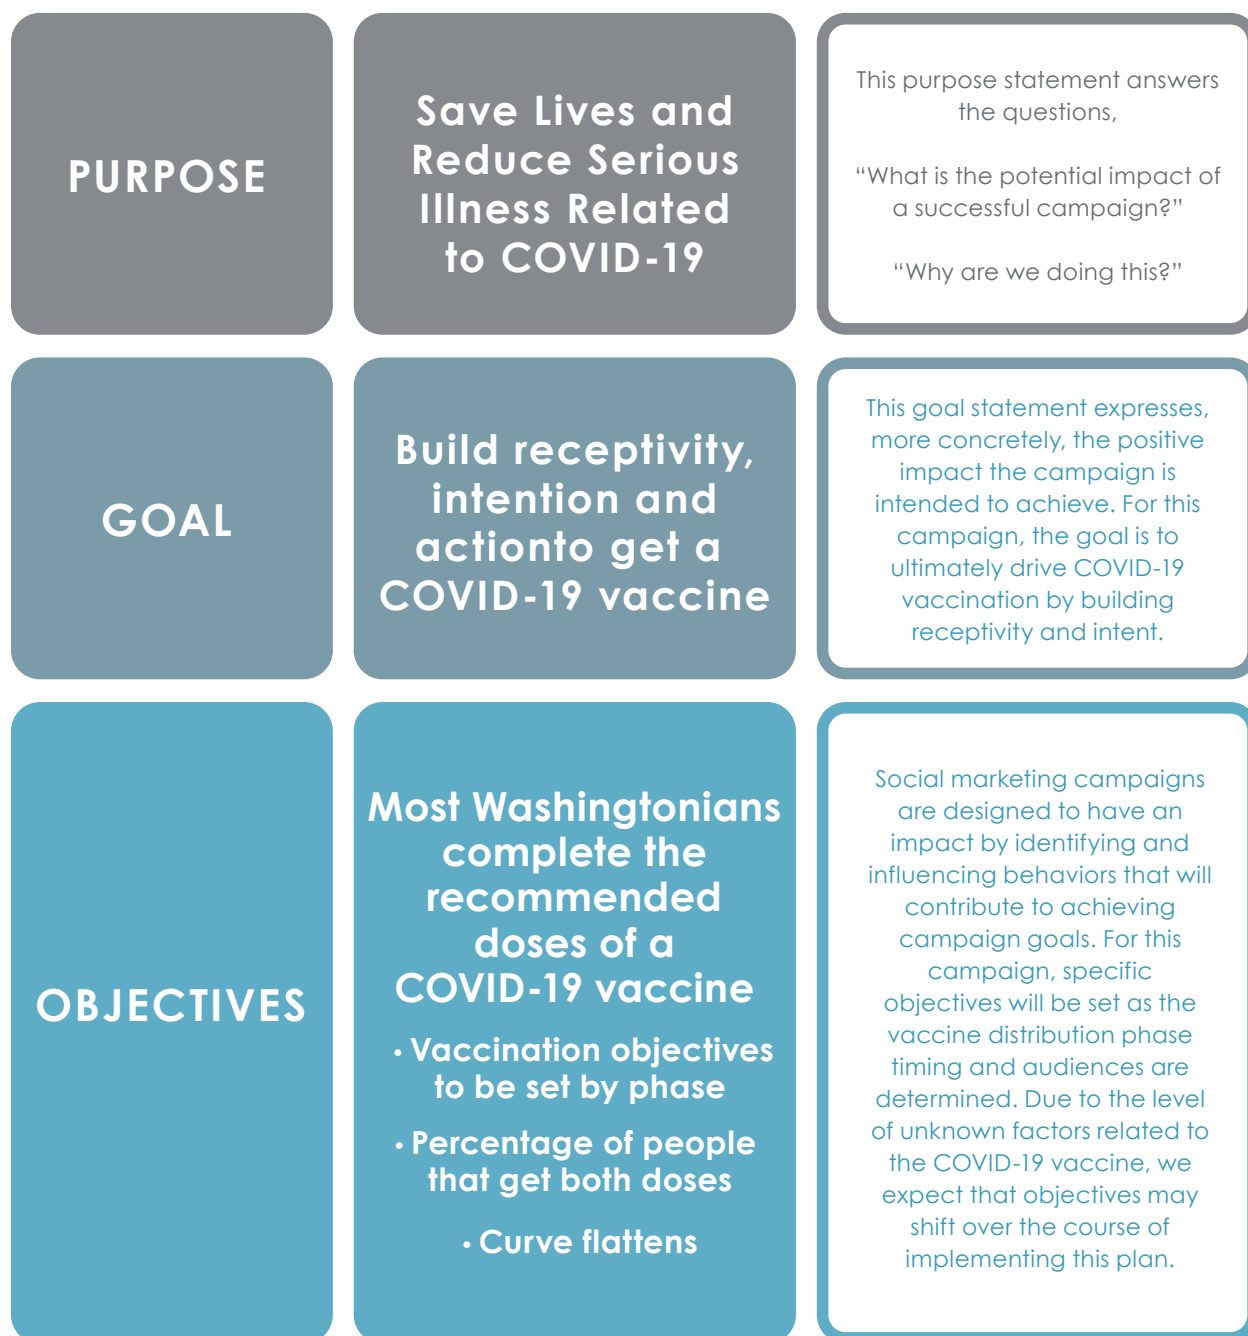 PURPOSE
Save Lives and
Reduce Serious
Illness Related
to COVID-19
This purpose statement answers
the questions,
“What is the potential impact of
a successful campaign?”
“Why are we doing this?”
GOAL
Build receptivity,
intention and
actionto get a
COVID-19 vaccine
This goal statement expresses,
more concretely, the positive
impact the campaign is
intended to achieve. For this
campaign, the goal is to
ultimately drive COVID-19
vaccination by building
receptivity and intent.
OBJECTIVES
Most Washingtonians
complete the
recommended
doses of a
COVID-19 vaccine
• Vaccination objectives
to be set by phase
• Percentage of people
that get both doses
• Curve flattens
Social marketing campaigns
are designed to have an
impact by identifying and
influencing behaviors that will
contribute to achieving
campaign goals. For this
campaign, specific
objectives will be set as the
vaccine distribution phase
timing and audiences are
determined. Due to the level
of unknown factors related to
the COVID-19 vaccine, we
expect that objectives may
shift over the course of
implementing this plan.